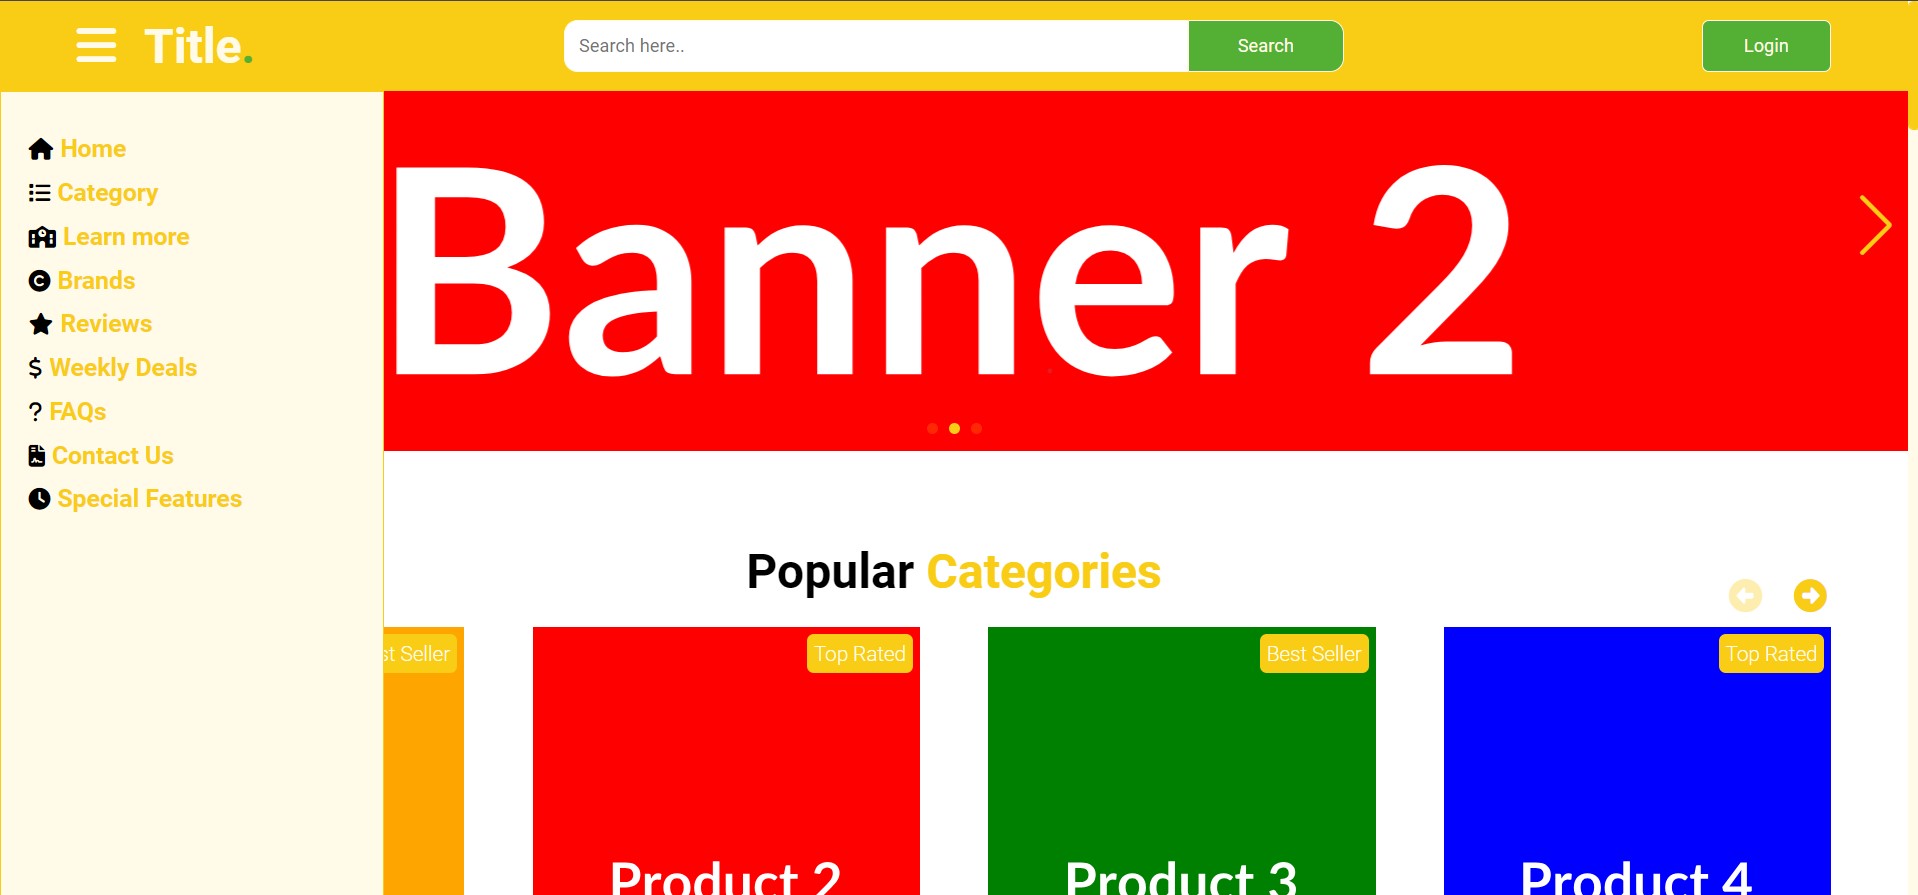 Title.
Search here..
Search
Login
Home
Category
Learn more
Brands
Reviews
Weekly Deals
FAQs
Contact Us
Special Features
Banner 2
Popular Categories
st Seller
Top Rated
Best Seller
Top Rated
Product 2
Product 3
Product 4